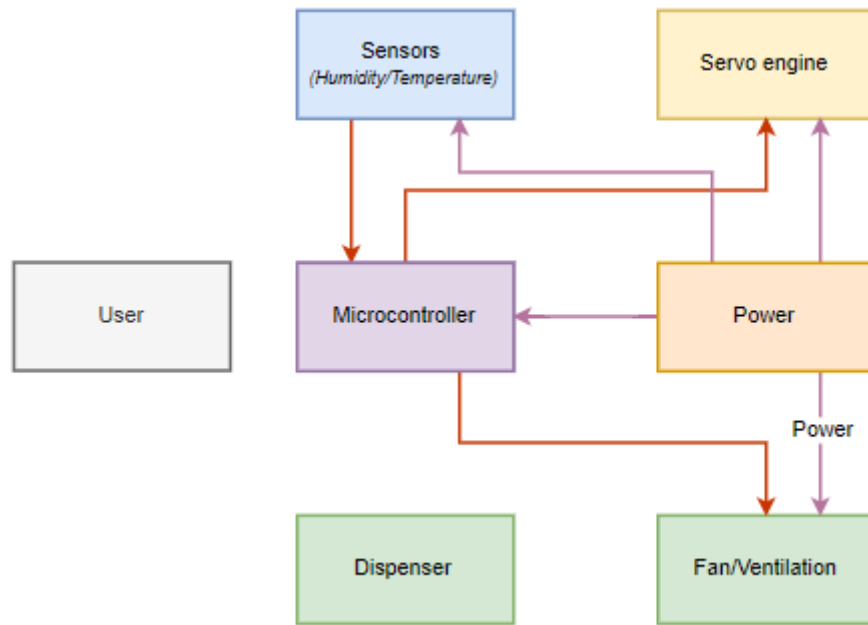 Sensors
(Humidity/Temperature)
Servo engine
User
Microcontroller
Power
Power
Dispenser
Fan/Ventilation